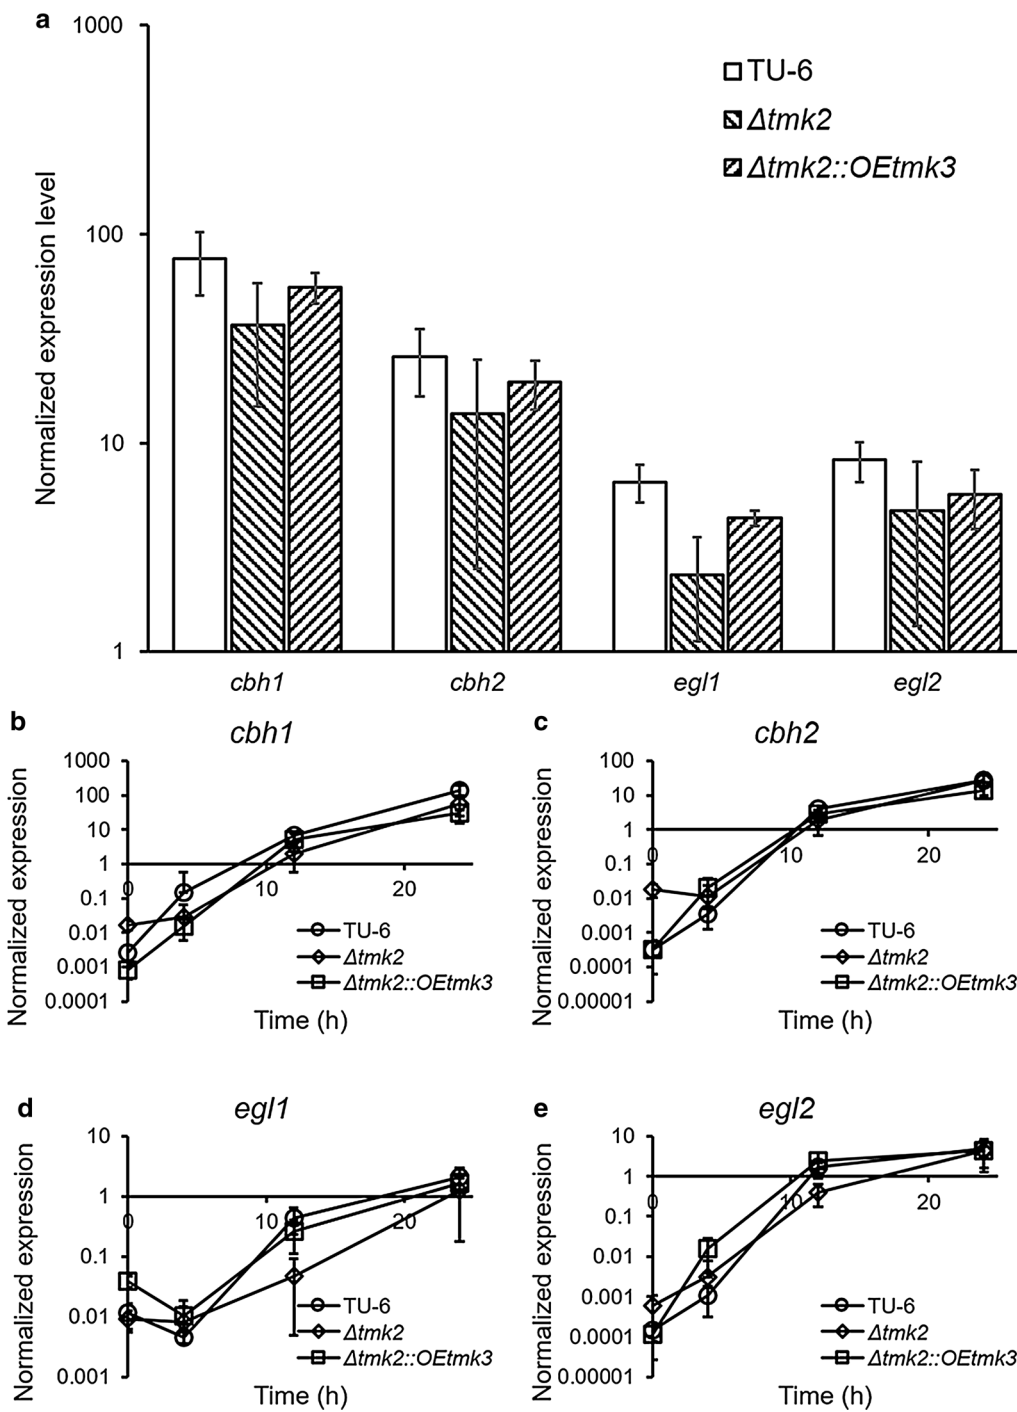 a
1000
100
10
1
Normalized expression level
TU-6
Δtmk2
Δtmk2::OEtmk3
cbh1 cbh2 egl1 egl2
b
cbh1
1000
100
10
1
0.1
0.01
0.001
0.0001
Normalized expression
0 10 20
TU-6
Δtmk2
Δtmk2::OEtmk3
Time (h)
c
cbh2
100
10
1
0.1
0.01
0.001
0.0001
0.00001
Normalized expression
0 10 20
TU-6
Δtmk2
Δtmk2::OEtmk3
Time (h)
d
egl1
10
1
0.1
0.01
0.001
Normalized expression
0 10 20
TU-6
Δtmk2
Δtmk2::OEtmk3
Time (h)
e
egl2
10
1
0.1
0.01
0.001
0.0001
0.00001
Normalized expression
0 10 20
TU-6
Δtmk2
Δtmk2::OEtmk3
Time (h)